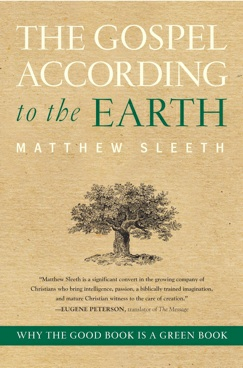 THE GOSPEL
ACCORDING
to the EARTH
MATTHEW SLEETH
"Matthew Sleeth is a significant convert in the growing company of
Christians who bring intelligence, passion, a biblically trained imagination,
and mature Christian witness to the care of creation."
—EUGENE PETERSON, translator of The Message
WHY THE GOOD BOOK IS A GREEN BOOK